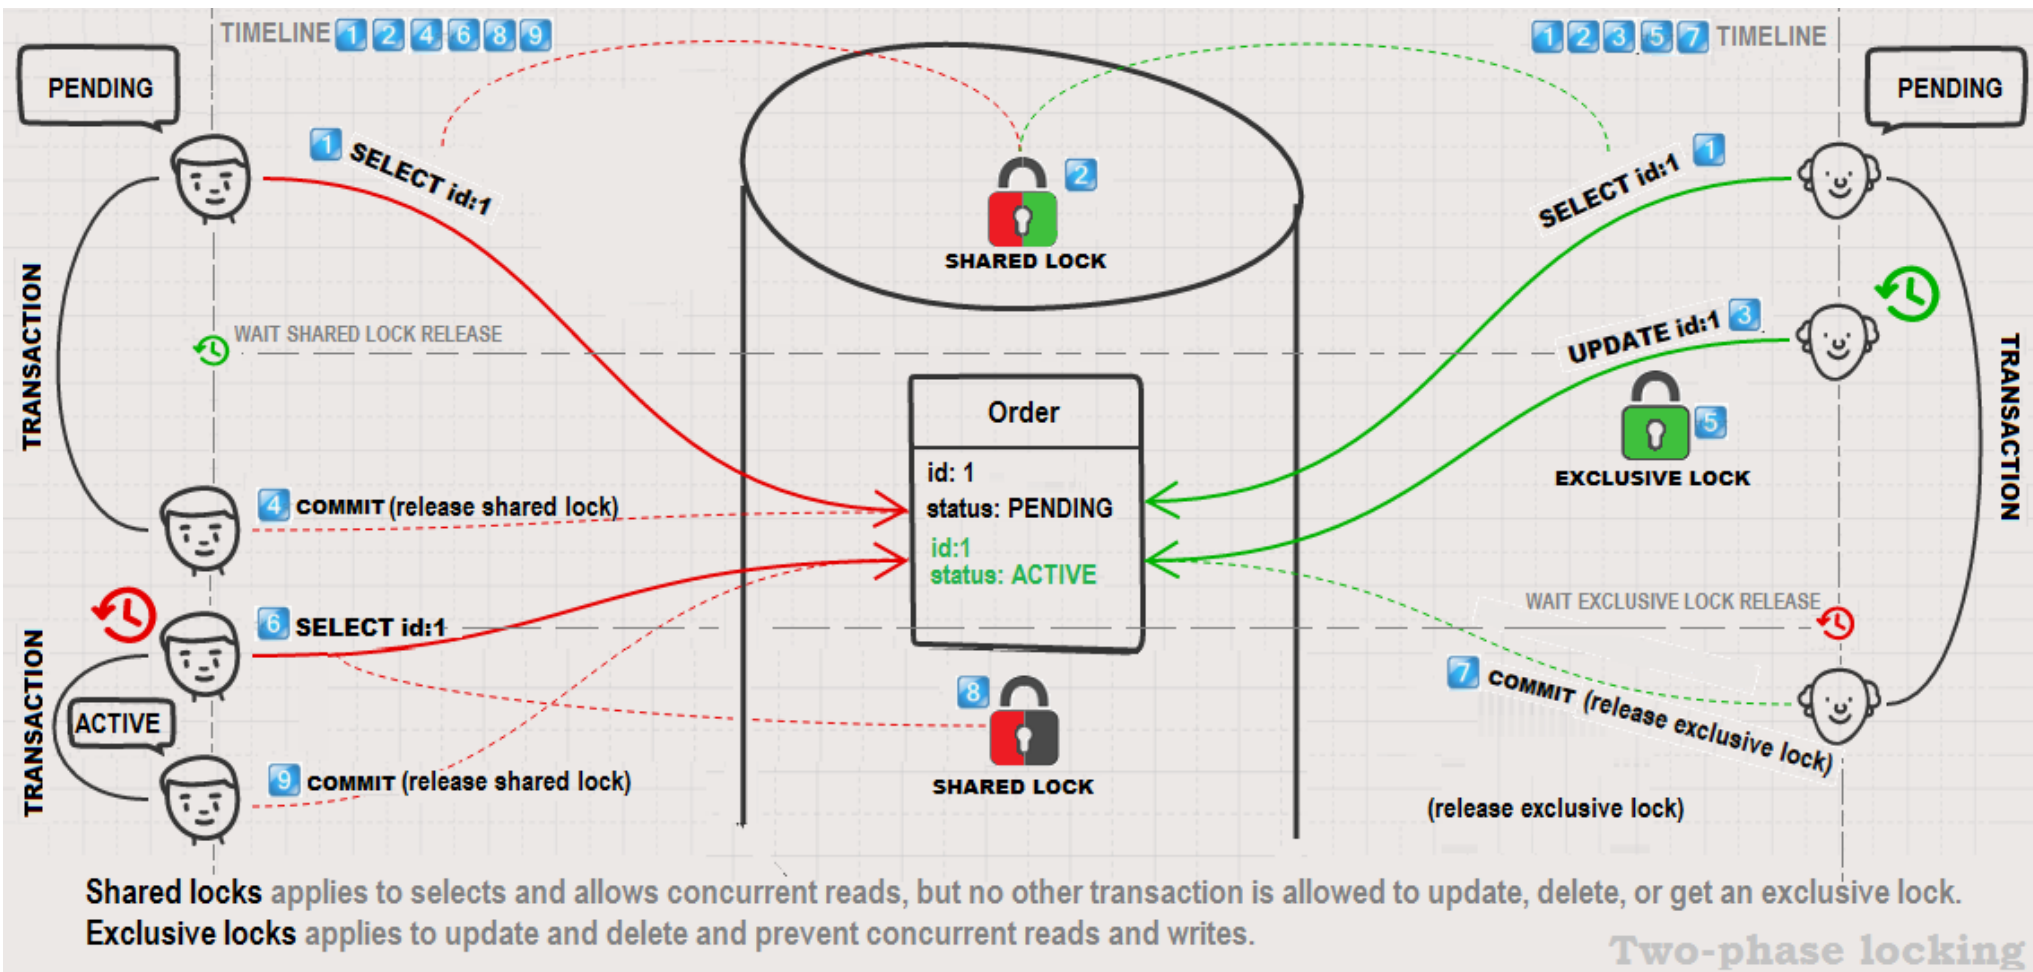 TIMELINE 1 2 4 6 8 9
1 2 3 5 7 TIMELINE
PENDING
PENDING
1 SELECT id:1
2
SHARED LOCK
SELECT id:1 1
TRANSACTION
WAIT SHARED LOCK RELEASE
UPDATE id:1 3
TRANSACTION
5
EXCLUSIVE LOCK
Order
id: 1
status: PENDING
id:1
status: ACTIVE
4 COMMIT (release shared lock)
6 SELECT id:1
WAIT EXCLUSIVE LOCK RELEASE
TRANSACTION
ACTIVE
8
SHARED LOCK
7 COMMIT (release exclusive lock)
9 COMMIT (release shared lock)
(release exclusive lock)
Shared locks applies to selects and allows concurrent reads, but no other transaction is allowed to update, delete, or get an exclusive lock.
Exclusive locks applies to update and delete and prevent concurrent reads and writes.
Two-phase locking